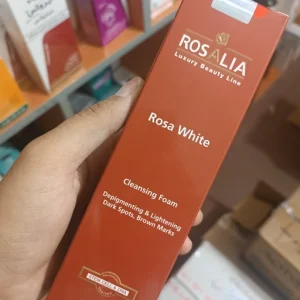 ROSALIA
Luxury Beauty Line
Rosa White
Cleansing Foam
Depigmenting & Lightening
Dark Spots, Brown Marks